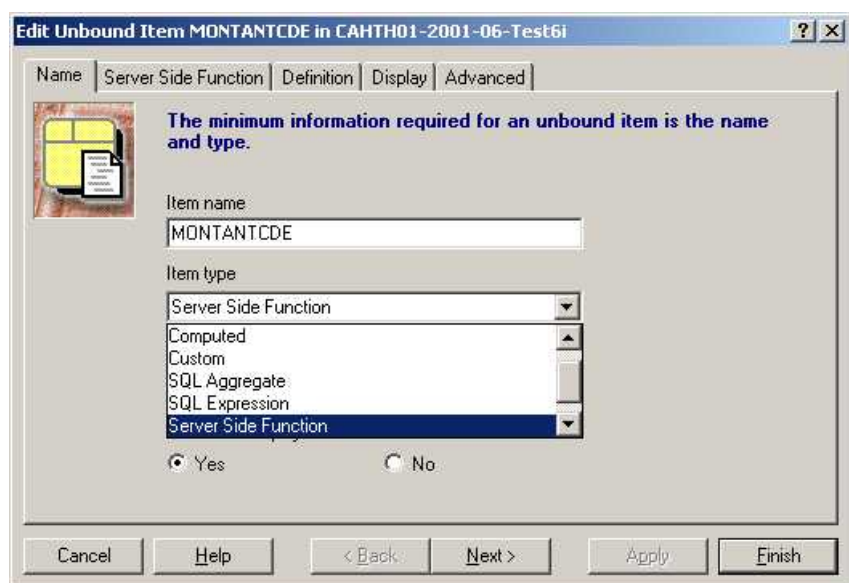 Edit Unbound Item MONTANTCDE in CAHTH01-2001-06-Test6i
Name Server Side Function Definition Display Advanced
The minimum information required for an unbound item is the name
and type.
Item name
MONTANTCDE
Item type
Server Side Function
Computed
Custom
SQL Aggregate
SQL Expression
Server Side Function
Yes No
Cancel Help < Back Next > Apply Finish